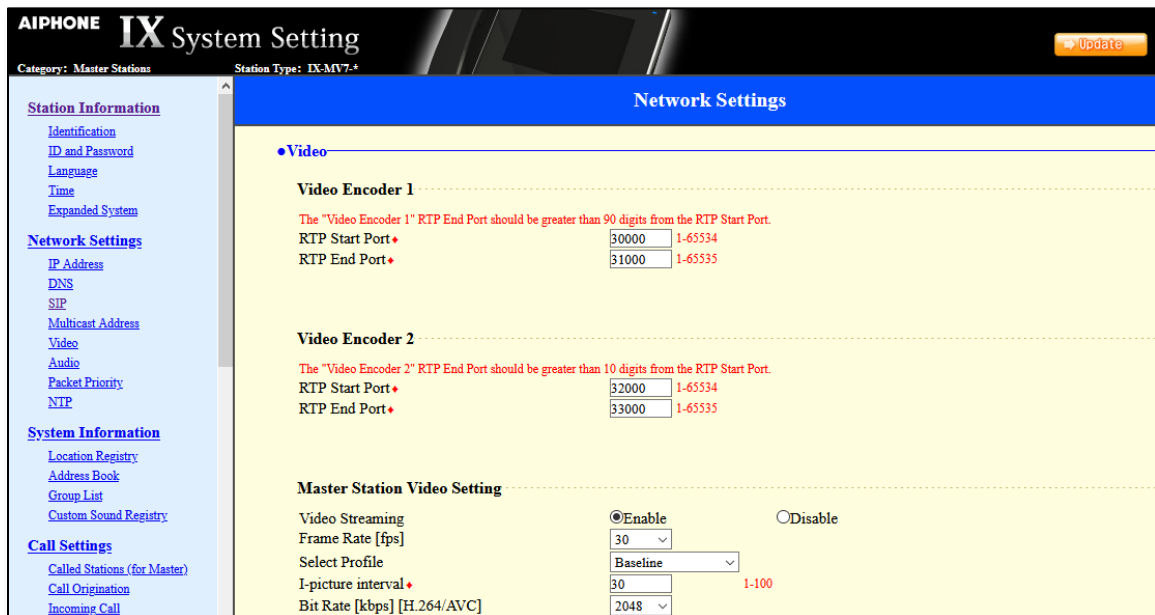 AIPHONE IX System Setting
Update
Category: Master Stations Station Type: IX-MV7-*
Station Information
Identification
ID and Password
Language
Time
Expanded System
Network Settings
IP Address
DNS
SIP
Multicast Address
Video
Audio
Packet Priority
NTP
System Information
Location Registry
Address Book
Group List
Custom Sound Registry
Call Settings
Called Stations (for Master)
Call Origination
Incoming Call
Network Settings
●Video
Video Encoder 1
The "Video Encoder 1" RTP End Port should be greater than 90 digits from the RTP Start Port.
RTP Start Port♦ 30000 1-65534
RTP End Port♦ 31000 1-65535
Video Encoder 2
The "Video Encoder 2" RTP End Port should be greater than 10 digits from the RTP Start Port.
RTP Start Port♦ 32000 1-65534
RTP End Port♦ 33000 1-65535
Master Station Video Setting
Video Streaming Enable Disable
Frame Rate [fps] 30
Select Profile Baseline
I-picture interval♦ 30 1-100
Bit Rate [kbps] [H.264/AVC] 2048